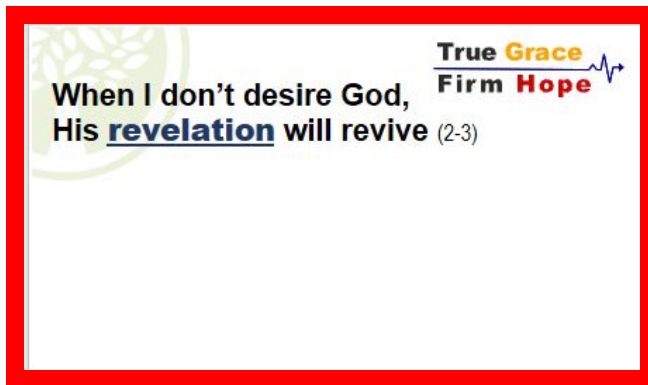 True Grace
Firm Hope
When I don't desire God,
His revelation will revive (2-3)